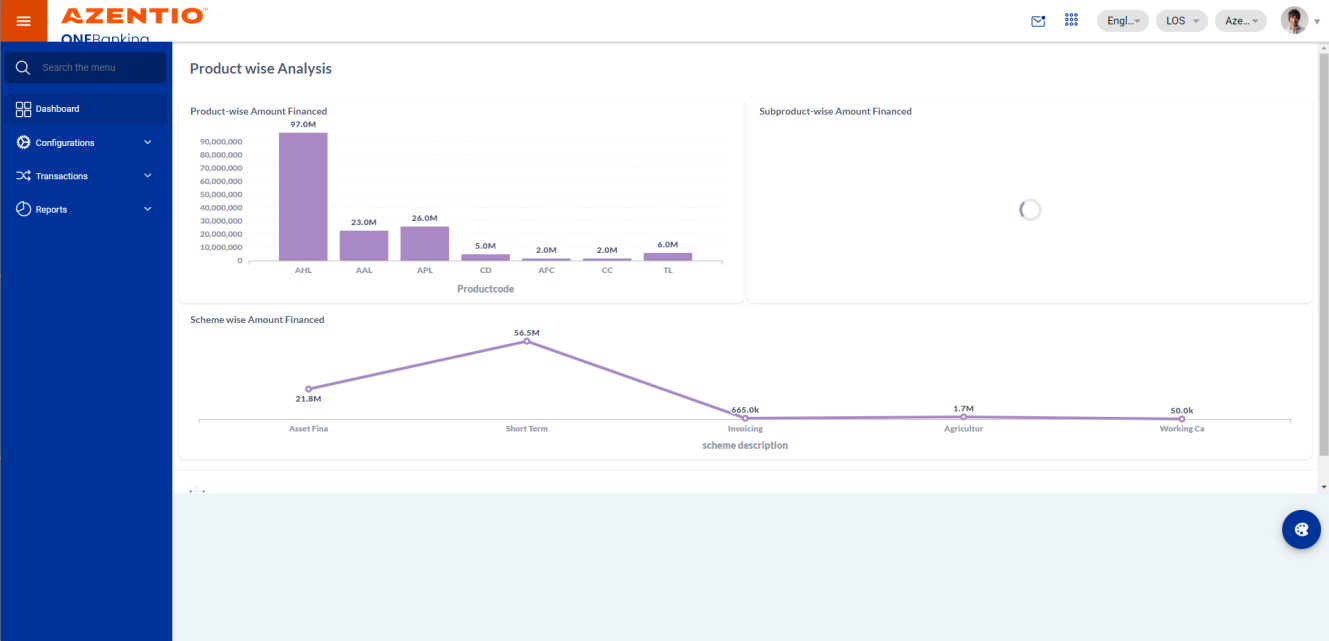 AZENTIO
ONEBanking
Engl...
LOS
Aze...
Search the menu
Dashboard
Configurations
Transactions
Reports
Product wise Analysis
Product-wise Amount Financed
97.0M
90,000,000
80,000,000
70,000,000
60,000,000
50,000,000
40,000,000
30,000,000
20,000,000
10,000,000
0
23.0M
26.0M
5.0M
2.0M
2.0M
6.0M
AHL AAL APL CD AFC CC TL
Productcode
Subproduct-wise Amount Financed
Scheme wise Amount Financed
56.5M
21.8M
665.0k
1.7M
50.0k
Asset Fina Short Term Invoicing Agricultur Working Ca
scheme description